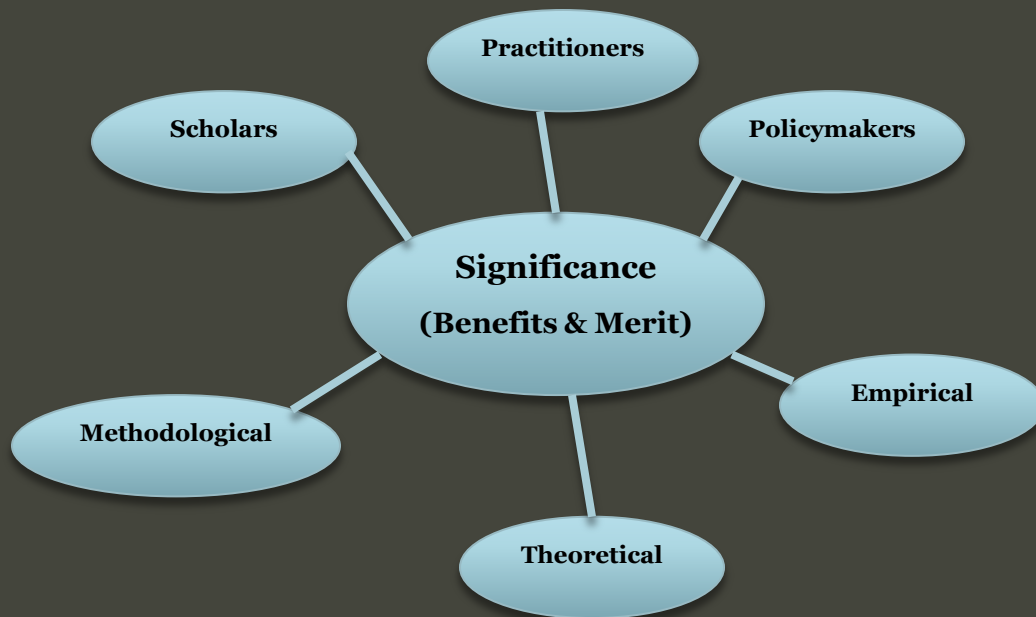 Practitioners
Scholars
Policymakers
Significance
(Benefits & Merit)
Empirical
Methodological
Theoretical